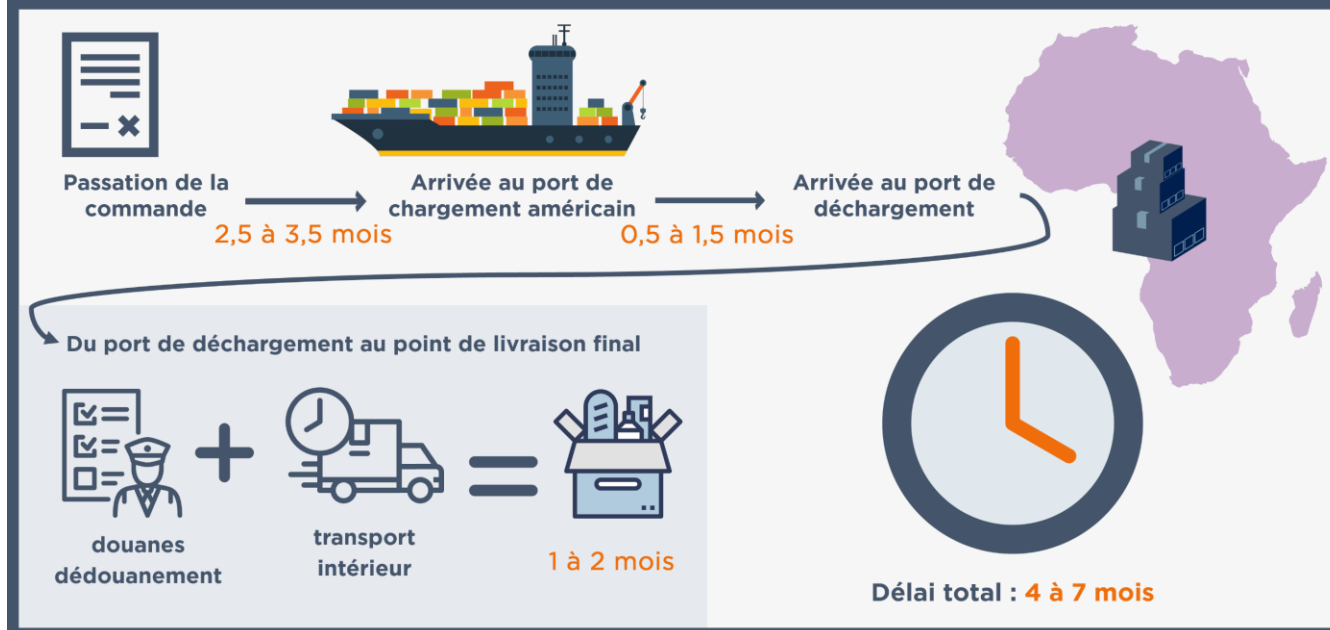 Passation de la
commande
2,5 à 3,5 mois
Arrivée au port de
chargement américain
0,5 à 1,5 mois
Arrivée au port de
déchargement
Du port de déchargement au point de livraison final
douanes
dédouanement
transport
intérieur
1 à 2 mois
Délai total : 4 à 7 mois